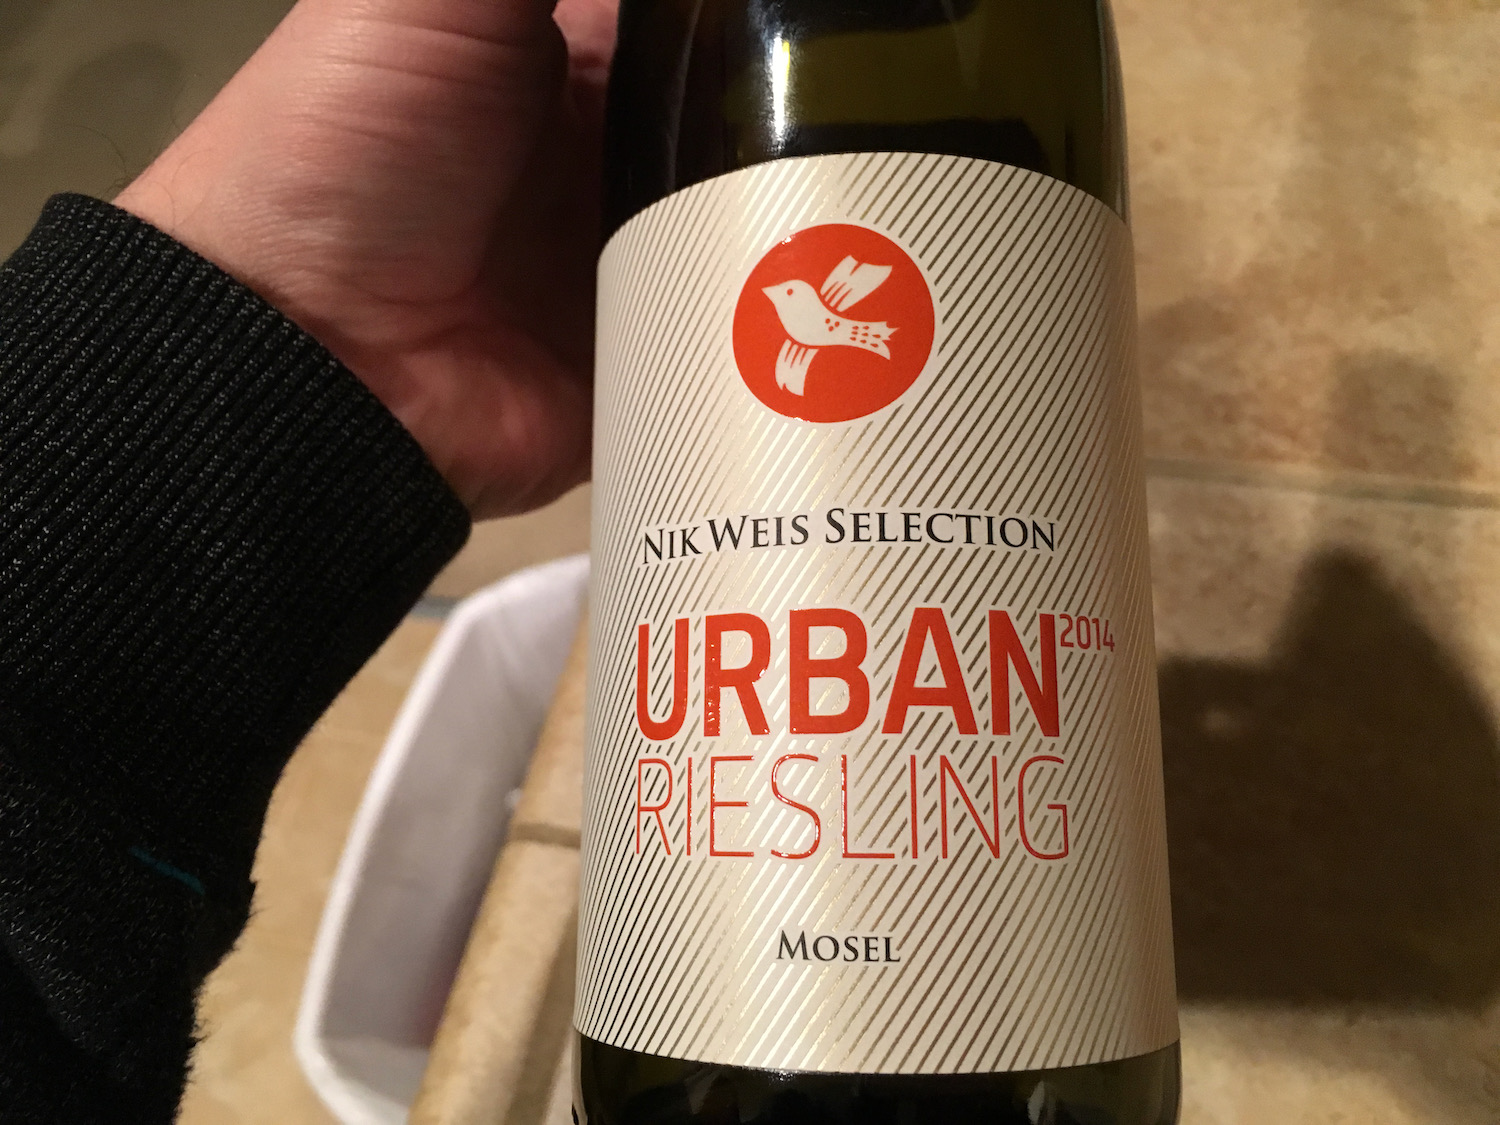 NIK WEIS SELECTION
URBAN 2014
RIESLING
MOSEL